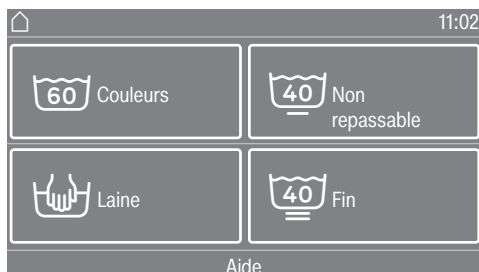 11:02
60 Couleurs
40 Non
repassable
Laine
40 Fin
Aide